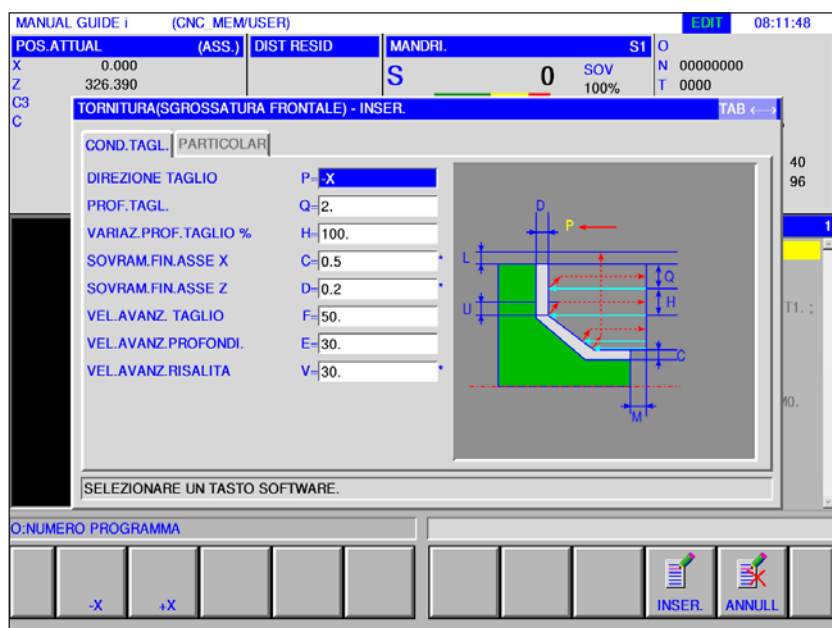 MANUAL GUIDE i (CNC_MEM/USER) EDIT 08:11:48
POS.ATTUAL (ASS.) DIST RESID MANDRI. S1 O
X 0.000 N 00000000
Z 326.390 S 0 SOV 100% T 0000
C3
C
TORNITURA(SGROSSATURA FRONTALE) - INSER. TAB
COND.TAGL. PARTICOLAR
40
96
1
DIREZIONE TAGLIO P=-X
PROF.TAGL. Q=2.
VARIAZ.PROF.TAGLIO % H=100.
SOVRAM.FIN.ASSE X C=0.5 *
SOVRAM.FIN.ASSE Z D=0.2 *
VEL.AVANZ. TAGLIO F=50.
VEL.AVANZ.PROFONDI. E=30.
VEL.AVANZ.RISALITA V=30. *
D
P
L
Q
U
H
C
M
T1. ;
M0.
SELEZIONARE UN TASTO SOFTWARE.
O:NUMERO PROGRAMMA
-X +X INSER. ANNULL